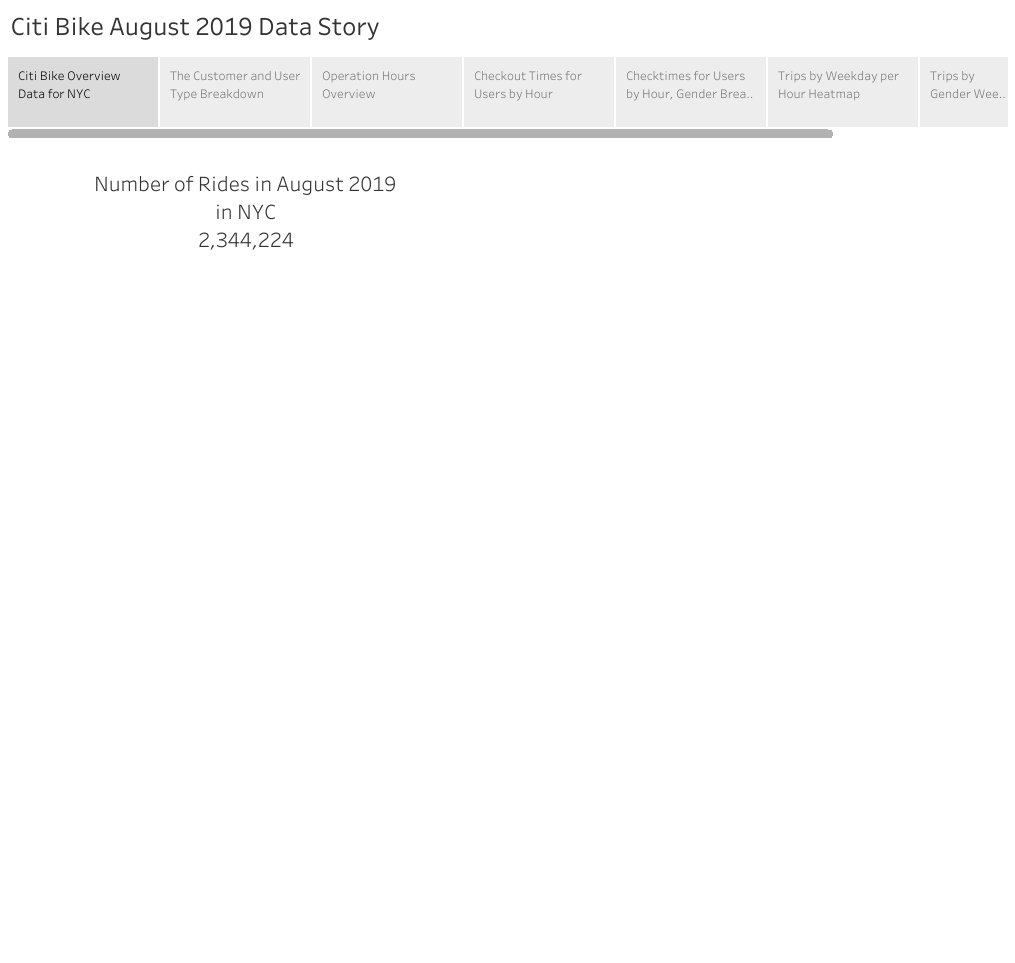 Citi Bike August 2019 Data Story
Citi Bike Overview
Data for NYC
The Customer and User
Type Breakdown
Operation Hours
Overview
Checkout Times for
Users by Hour
Checktimes for Users
by Hour, Gender Brea..
Trips by Weekday per
Hour Heatmap
Trips by
Gender Wee..
Number of Rides in August 2019
in NYC
2,344,224